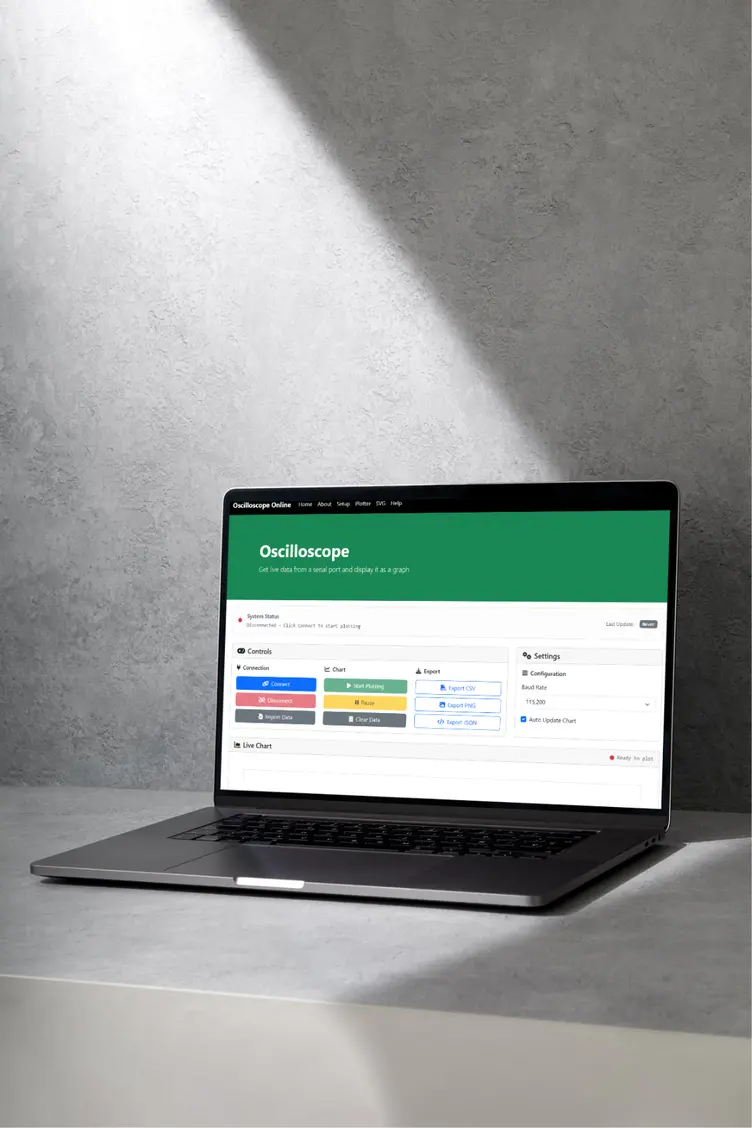 Oscilloscope Online Home About Setup Plotter SVG Help
Oscilloscope
Get live data from a serial port and display it as a graph
System Status
Disconnected - Click connect to start plotting
Last Update: Never
Controls
Connection
Connect
Disconnect
Import Data
Chart
Start Plotting
Pause
Clear Data
Export
Export CSV
Export PNG
Export JSON
Settings
Configuration
Baud Rate
115,200
Auto Update Chart
Live Chart
Ready to plot